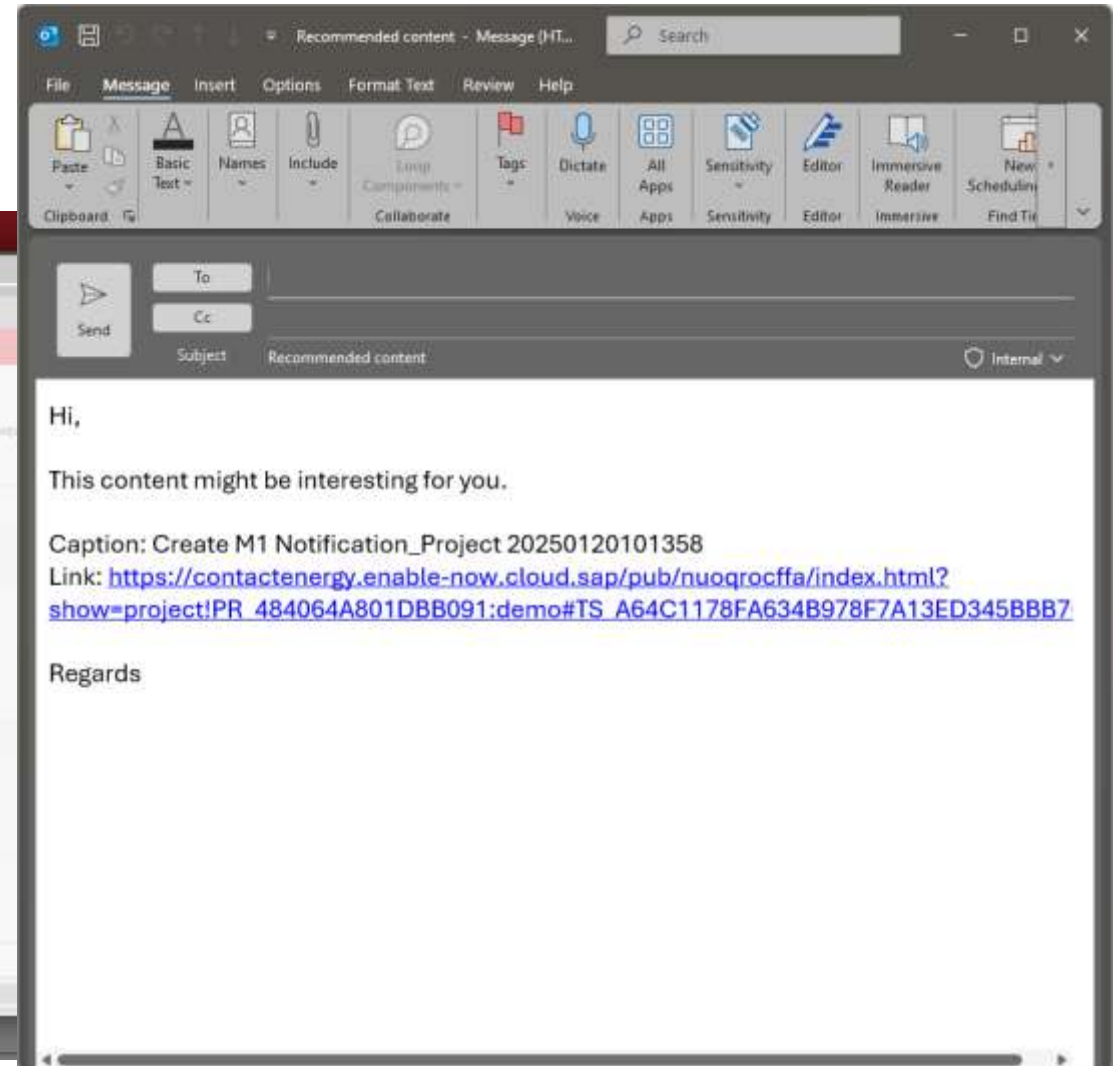 Recommended content - Message (HT...
Search
File Message Insert Options Format Text Review Help
Paste
Basic Text
Names
Include
Loop Components
Tags
Dictate
All Apps
Sensitivity
Editor
Immersive Reader
New Scheduling
Clipboard
Collaborate
Voice
Apps
Sensitivity
Editor
Immersive
Find Tie
Send
To
Cc
Subject Recommended content
Internal
Hi,
This content might be interesting for you.
Caption: Create M1 Notification_Project 20250120101358
Link: https://contactenergy.enable-now.cloud.sap/pub/nuoqrocffa/index.html?
show=project!PR_484064A801DBB091:demo#TS_A64C1178FA634B978F7A13ED345BBB7
Regards